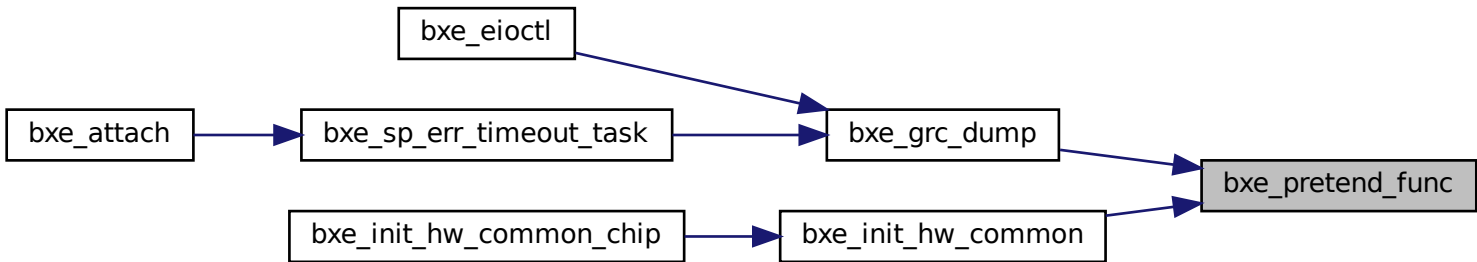 bxe_eioctl
bxe_attach
bxe_sp_err_timeout_task
bxe_grc_dump
bxe_pretend_func
bxe_init_hw_common_chip
bxe_init_hw_common